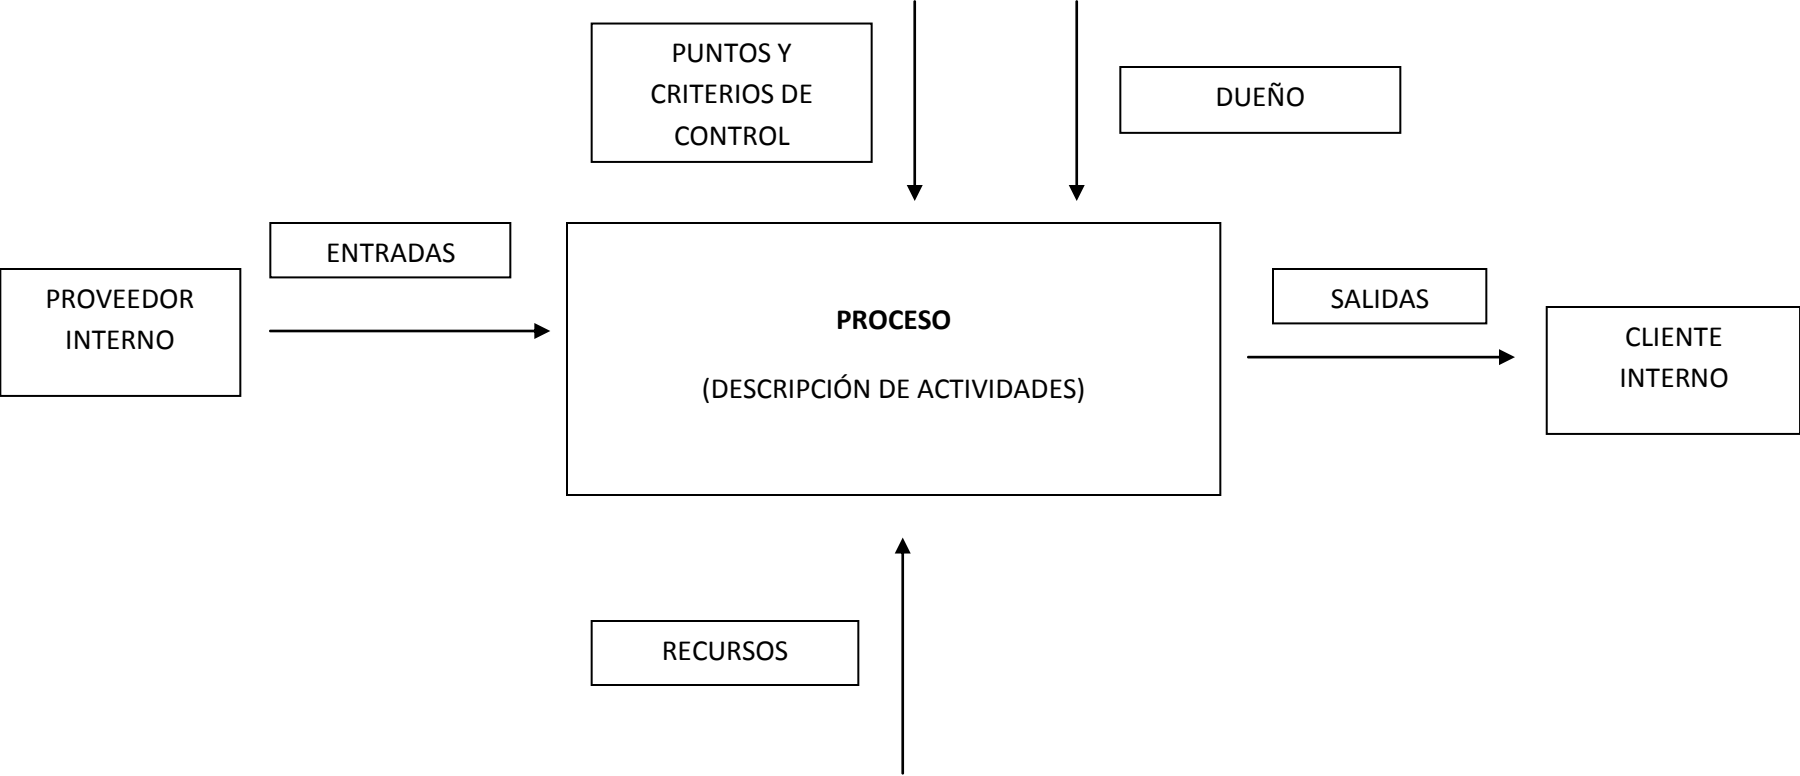 PUNTOS Y
CRITERIOS DE
CONTROL
DUEÑO
ENTRADAS
PROVEEDOR
INTERNO
PROCESO
(DESCRIPCIÓN DE ACTIVIDADES)
SALIDAS
CLIENTE
INTERNO
RECURSOS